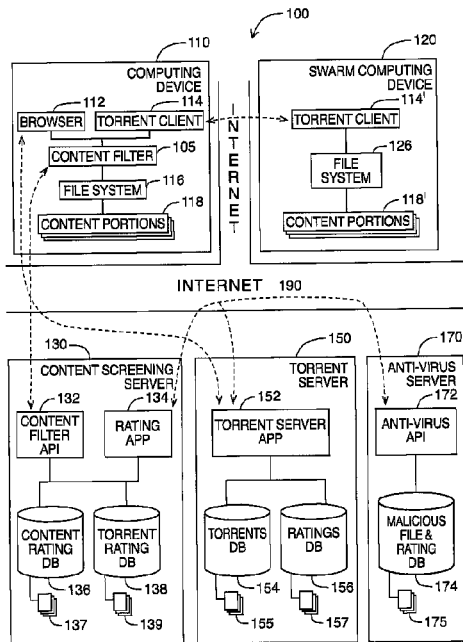 100
110
COMPUTING
DEVICE
112
114
BROWSER
TORRENT CLIENT
CONTENT FILTER
105
FILE SYSTEM
116
118
CONTENT PORTIONS
INTERNET
120
SWARM COMPUTING
DEVICE
114'
TORRENT CLIENT
126
FILE
SYSTEM
118'
CONTENT PORTIONS
INTERNET 190
130
CONTENT SCREENING
SERVER
132
134
CONTENT
FILTER
API
RATING
APP
CONTENT
RATING
DB
TORRENT
RATING
DB
136
138
137
139
150
TORRENT
SERVER
152
TORRENT SERVER
APP
TORRENTS
DB
RATINGS
DB
154
156
155
157
170
ANTI-VIRUS
SERVER
172
ANTI-VIRUS
API
MALICIOUS
FILE &
RATING
DB
174
175